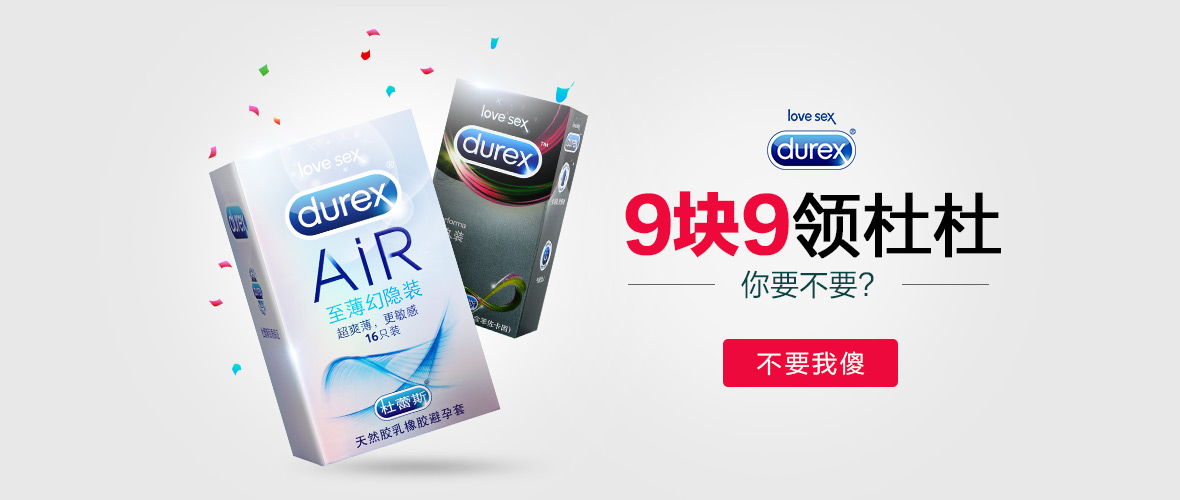 love sex
durex
AiR
至薄幻隐装
超爽薄，更敏感
16只装
杜蕾斯
天然胶乳橡胶避孕套
durex
love sex
durex
durex
love sex
durex
9块9领杜杜
你要不要?
不要我傻